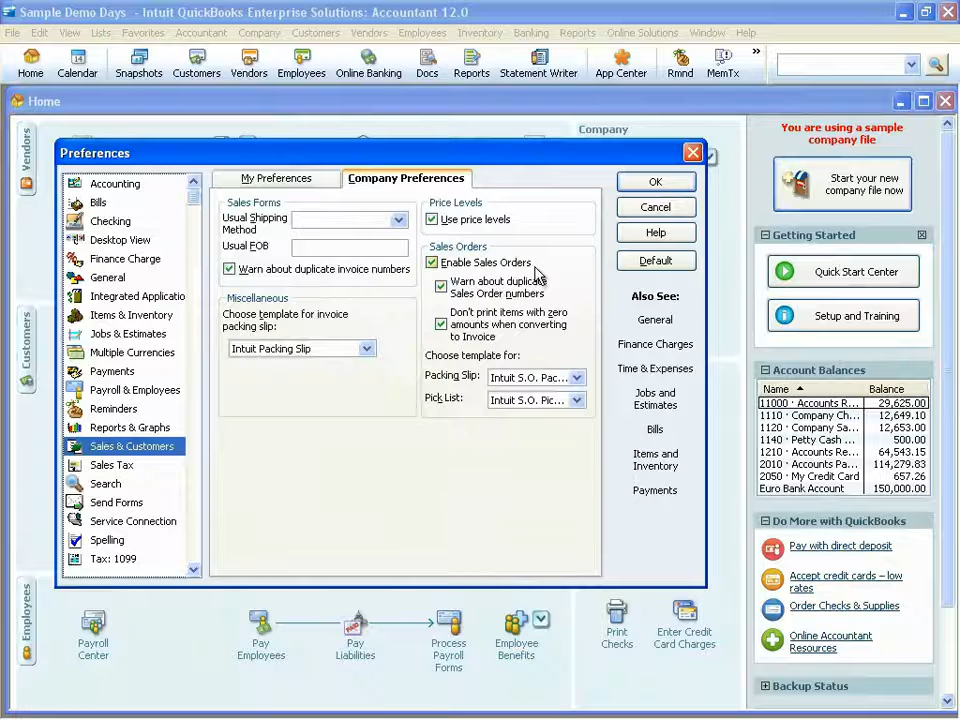 Sample Demo Days - Intuit QuickBooks Enterprise Solutions: Accountant 12.0
File Edit View Lists Favorites Accountant Company Customers Vendors Employees Inventory Banking Reports Online Solutions Window Help
Home Calendar Snapshots Customers Vendors Employees Online Banking Docs Reports Statement Writer App Center Rmnd MemTx »
Home
Vendors
Customers
Employees
Company
Preferences
Accounting
Bills
Checking
Desktop View
Finance Charge
General
Integrated Applicatio
Items & Inventory
Jobs & Estimates
Multiple Currencies
Payments
Payroll & Employees
Reminders
Reports & Graphs
Sales & Customers
Sales Tax
Search
Send Forms
Service Connection
Spelling
Tax: 1099
My Preferences
Company Preferences
Sales Forms
Usual Shipping
Method
Usual FOB
Warn about duplicate invoice numbers
Miscellaneous
Choose template for invoice
packing slip:
Intuit Packing Slip
Price Levels
Use price levels
Sales Orders
Enable Sales Orders
Warn about duplicate
Sales Order numbers
Don't print items with zero
amounts when converting
to Invoice
Choose template for:
Packing Slip: Intuit S.O. Pac...
Pick List: Intuit S.O. Pic...
OK
Cancel
Help
Default
Also See:
General
Finance Charges
Time & Expenses
Jobs and
Estimates
Bills
Items and
Inventory
Payments
Payroll
Center
Pay
Employees
Pay
Liabilities
Process
Payroll
Forms
Employee
Benefits
Print
Checks
Enter Credit
Card Charges
You are using a sample
company file
Start your new
company file now
Getting Started
Quick Start Center
Setup and Training
Account Balances
Name Balance
11000 · Accounts R... 29,625.00
1110 · Company Ch... 12,649.10
1120 · Company Sa... 12,653.00
1140 · Petty Cash ... 500.00
1210 · Accounts Re... 64,543.15
2010 · Accounts Pa... 114,279.83
2050 · My Credit Card 657.26
Euro Bank Account 150,000.00
Do More with QuickBooks
Pay with direct deposit
Accept credit cards – low
rates
Order Checks & Supplies
Online Accountant
Resources
Backup Status